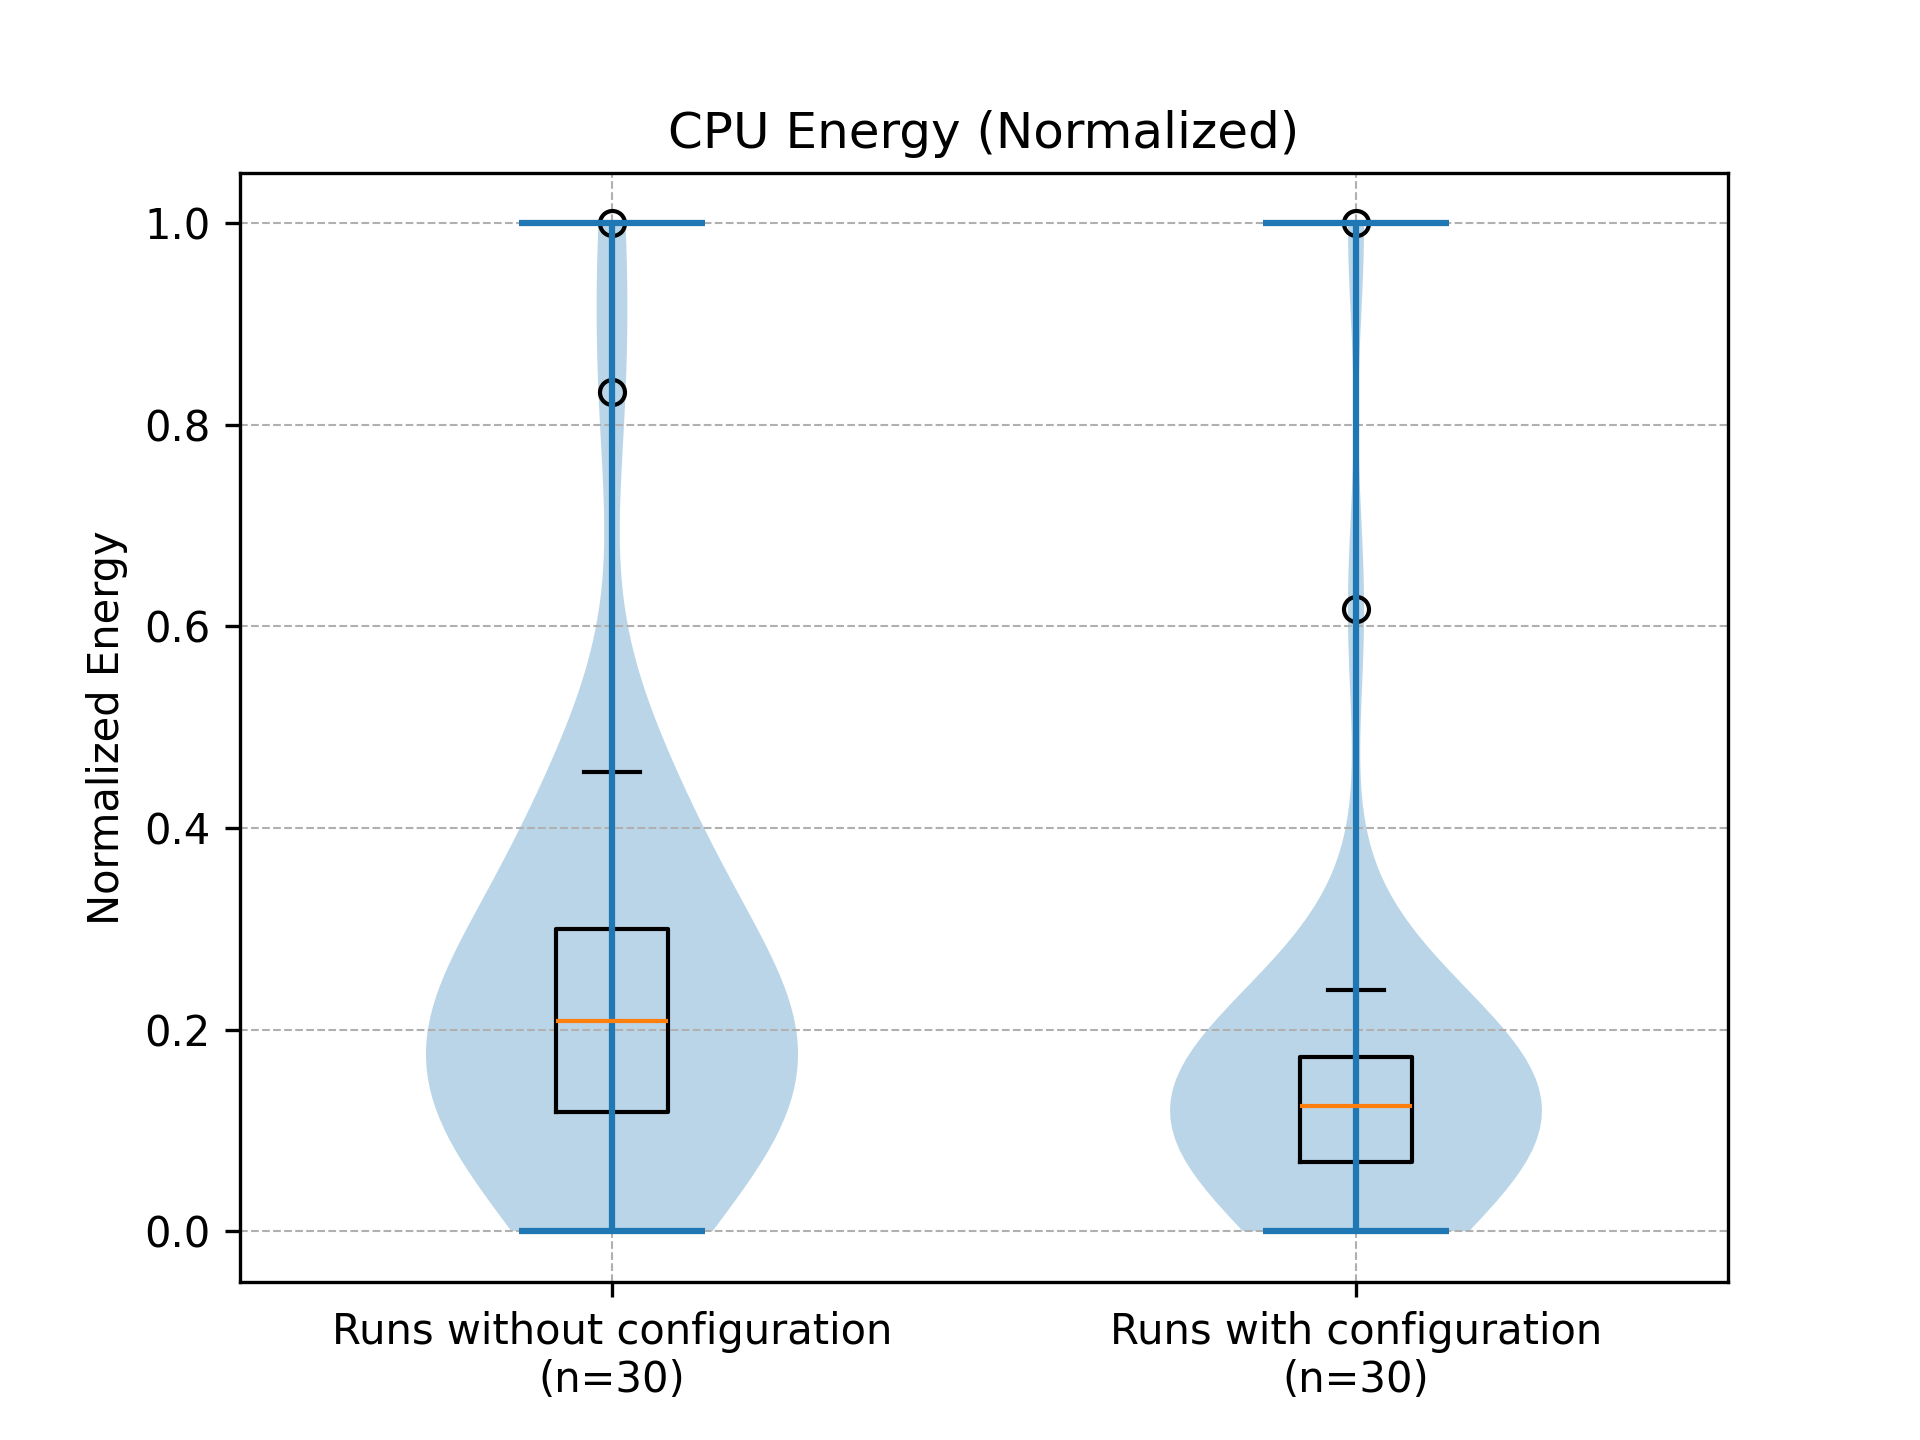 CPU Energy (Normalized)
1.0
0.8
0.6
0.4
0.2
0.0
Normalized Energy
Runs without configuration
(n=30)
Runs with configuration
(n=30)